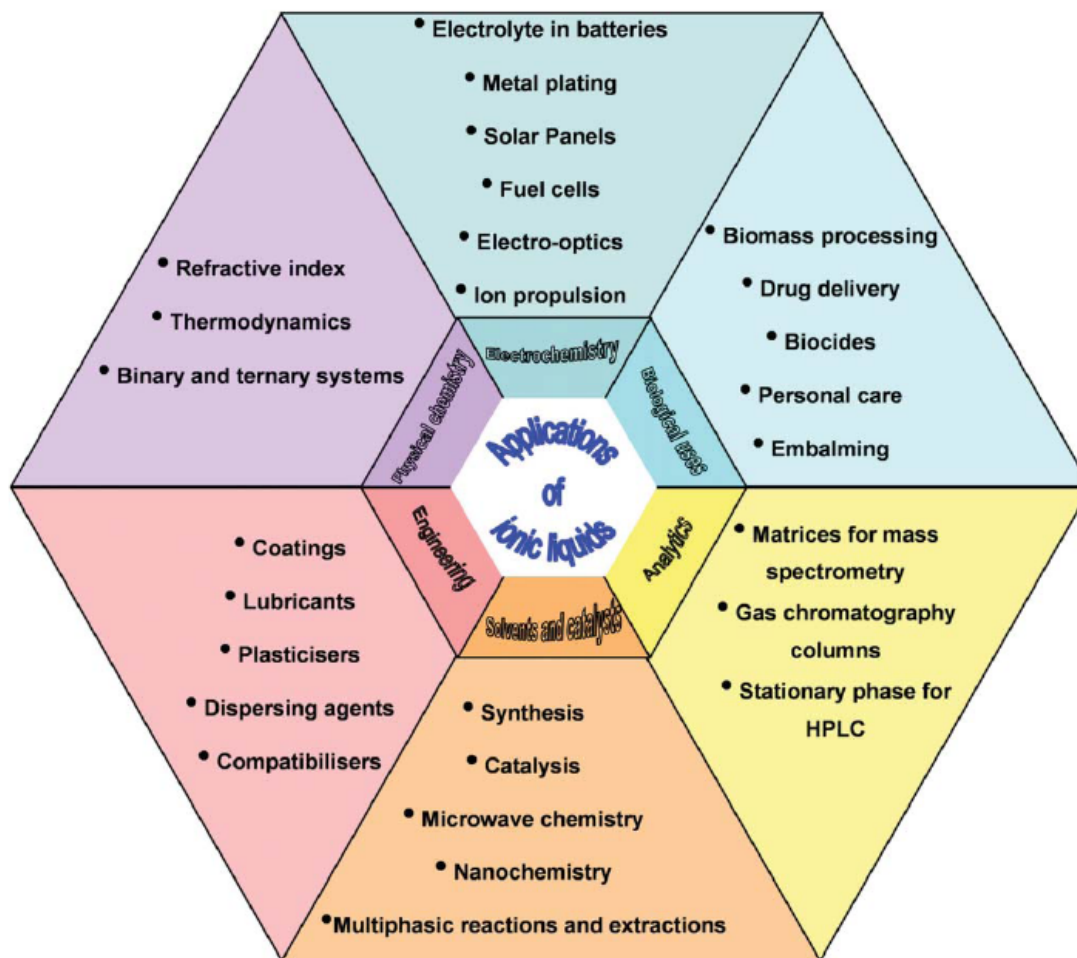 • Electrolyte in batteries
• Metal plating
• Solar Panels
• Fuel cells
• Electro-optics
• Ion propulsion
Electrochemistry
• Biomass processing
• Drug delivery
• Biocides
• Personal care
• Embalming
Biological uses
• Refractive index
• Thermodynamics
• Binary and ternary systems
Physical chemistry
Applications
of
ionic liquids
Engineering
• Coatings
• Lubricants
• Plasticisers
• Dispersing agents
• Compatibilisers
Analytics
• Matrices for mass
spectrometry
• Gas chromatography
columns
• Stationary phase for
HPLC
Solvents and catalysts
• Synthesis
• Catalysis
• Microwave chemistry
• Nanochemistry
• Multiphasic reactions and extractions